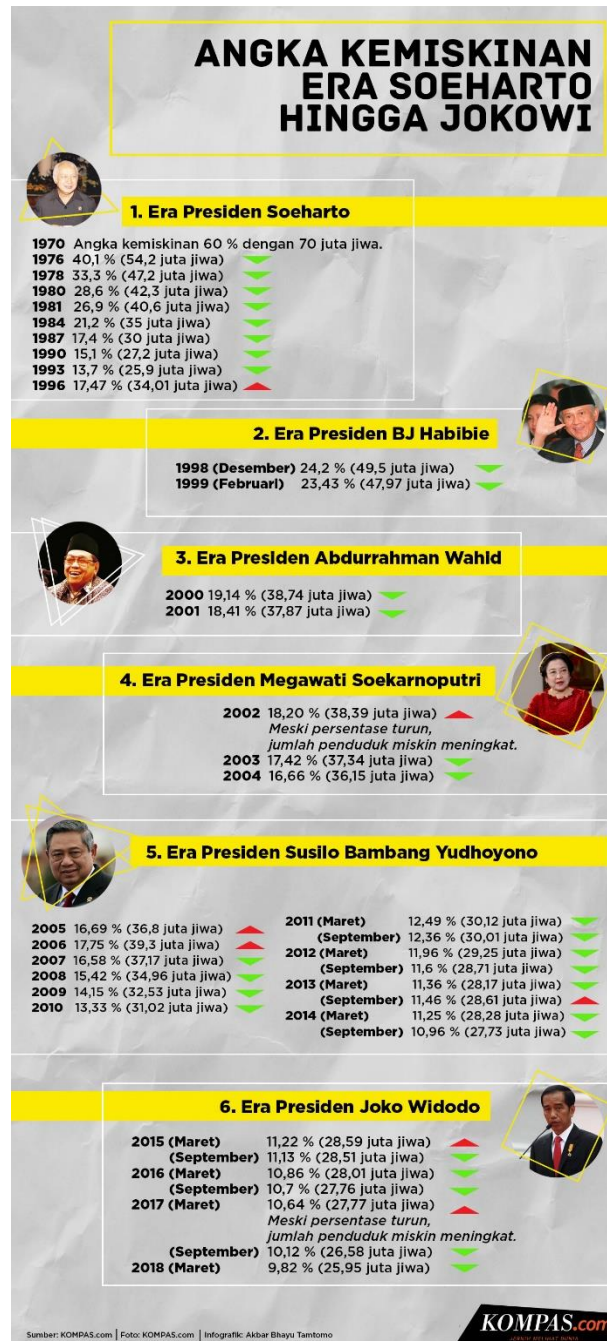 ANGKA KEMISKINAN
ERA SOEHARTO
HINGGA JOKOWI
1. Era Presiden Soeharto
1970 Angka kemiskinan 60 % dengan 70 juta jiwa.
1976 40,1 % (54,2 juta jiwa)
1978 33,3 % (47,2 juta jiwa)
1980 28,6 % (42,3 juta jiwa)
1981 26,9 % (40,6 juta jiwa)
1984 21,2 % (35 juta jiwa)
1987 17,4 % (30 juta jiwa)
1990 15,1 % (27,2 juta jiwa)
1993 13,7 % (25,9 juta jiwa)
1996 17,47 % (34,01 juta jiwa)
2. Era Presiden BJ Habibie
1998 (Desember) 24,2 % (49,5 juta jiwa)
1999 (Februari) 23,43 % (47,97 juta jiwa)
3. Era Presiden Abdurrahman Wahid
2000 19,14 % (38,74 juta jiwa)
2001 18,41 % (37,87 juta jiwa)
4. Era Presiden Megawati Soekarnoputri
2002 18,20 % (38,39 juta jiwa)
Meski persentase turun,
jumlah penduduk miskin meningkat.
2003 17,42 % (37,34 juta jiwa)
2004 16,66 % (36,15 juta jiwa)
5. Era Presiden Susilo Bambang Yudhoyono
2005 16,69 % (36,8 juta jiwa)
2006 17,75 % (39,3 juta jiwa)
2007 16,58 % (37,17 juta jiwa)
2008 15,42 % (34,96 juta jiwa)
2009 14,15 % (32,53 juta jiwa)
2010 13,33 % (31,02 juta jiwa)
2011 (Maret) 12,49 % (30,12 juta jiwa)
(September) 12,36 % (30,01 juta jiwa)
2012 (Maret) 11,96 % (29,25 juta jiwa)
(September) 11,6 % (28,71 juta jiwa)
2013 (Maret) 11,36 % (28,17 juta jiwa)
(September) 11,46 % (28,61 juta jiwa)
2014 (Maret) 11,25 % (28,28 juta jiwa)
(September) 10,96 % (27,73 juta jiwa)
6. Era Presiden Joko Widodo
2015 (Maret) 11,22 % (28,59 juta jiwa)
(September) 11,13 % (28,51 juta jiwa)
2016 (Maret) 10,86 % (28,01 juta jiwa)
(September) 10,7 % (27,76 juta jiwa)
2017 (Maret) 10,64 % (27,77 juta jiwa)
Meski persentase turun,
jumlah penduduk miskin meningkat.
(September) 10,12 % (26,58 juta jiwa)
2018 (Maret) 9,82 % (25,95 juta jiwa)
Sumber: KOMPAS.com | Foto: KOMPAS.com | Infografik: Akbar Bhayu Tamtomo
KOMPAS.com
JERNIH MELIHAT DUNIA